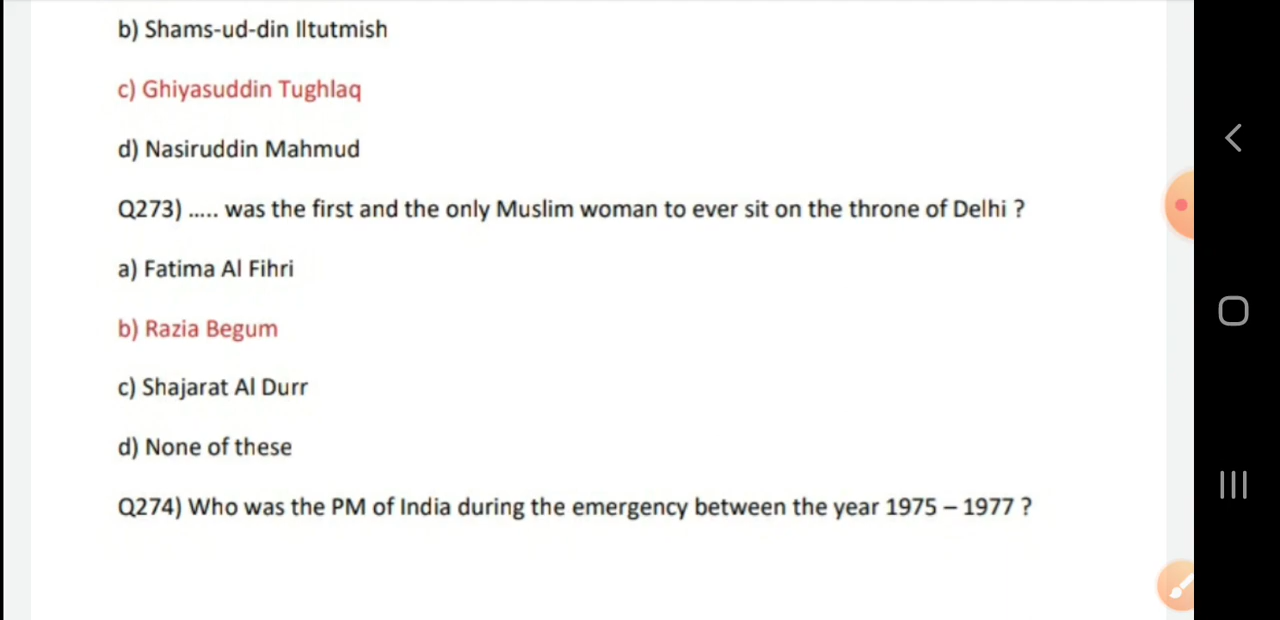 b) Shams-ud-din Iltutmish
c) Ghiyasuddin Tughlaq
d) Nasiruddin Mahmud
Q273) ..... was the first and the only Muslim woman to ever sit on the throne of Delhi ?
a) Fatima Al Fihri
b) Razia Begum
c) Shajarat Al Durr
d) None of these
Q274) Who was the PM of India during the emergency between the year 1975 – 1977 ?